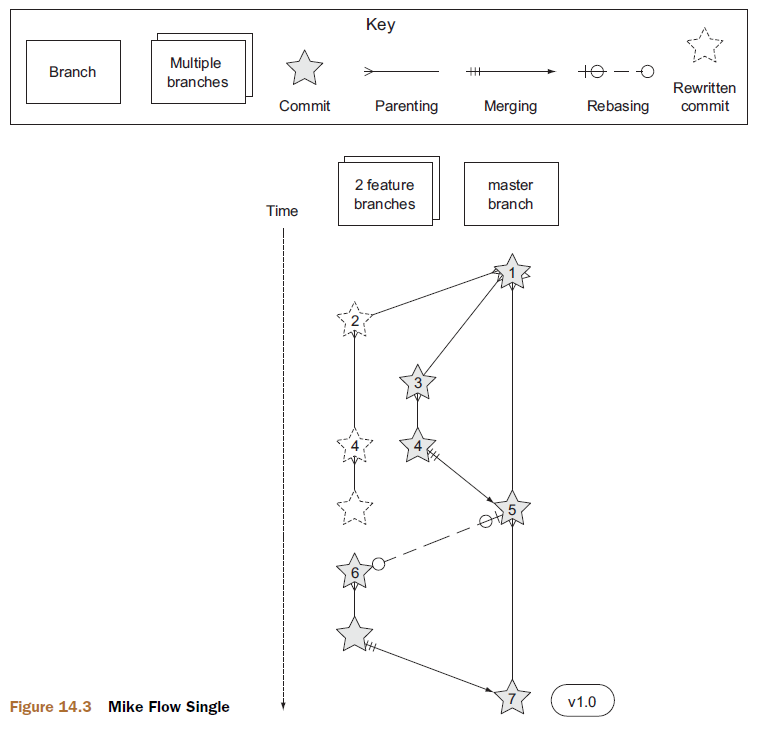 Key
Branch
Multiple
branches
Commit
Parenting
Merging
Rebasing
Rewritten
commit
2 feature
branches
master
branch
Time
1
2
3
4
4
5
6
7
v1.0
Figure 14.3 Mike Flow Single